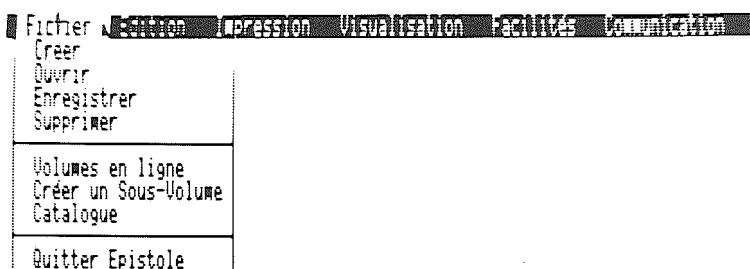 Fichier Edition Impression Visualisation Facilités Communication
Créer
Ouvrir
Enregistrer
Supprimer
Volumes en ligne
Créer un Sous-Volume
Catalogue
Quitter Epistole